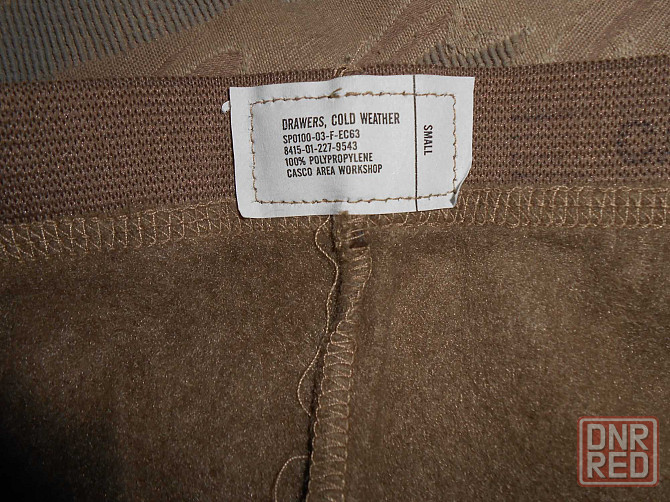 DRAWERS, COLD WEATHER
SP0100-03-F-EC63
8415-01-227-9543
100% POLYPROPYLENE
CASCO AREA WORKSHOP
SMALL
DNR
RED